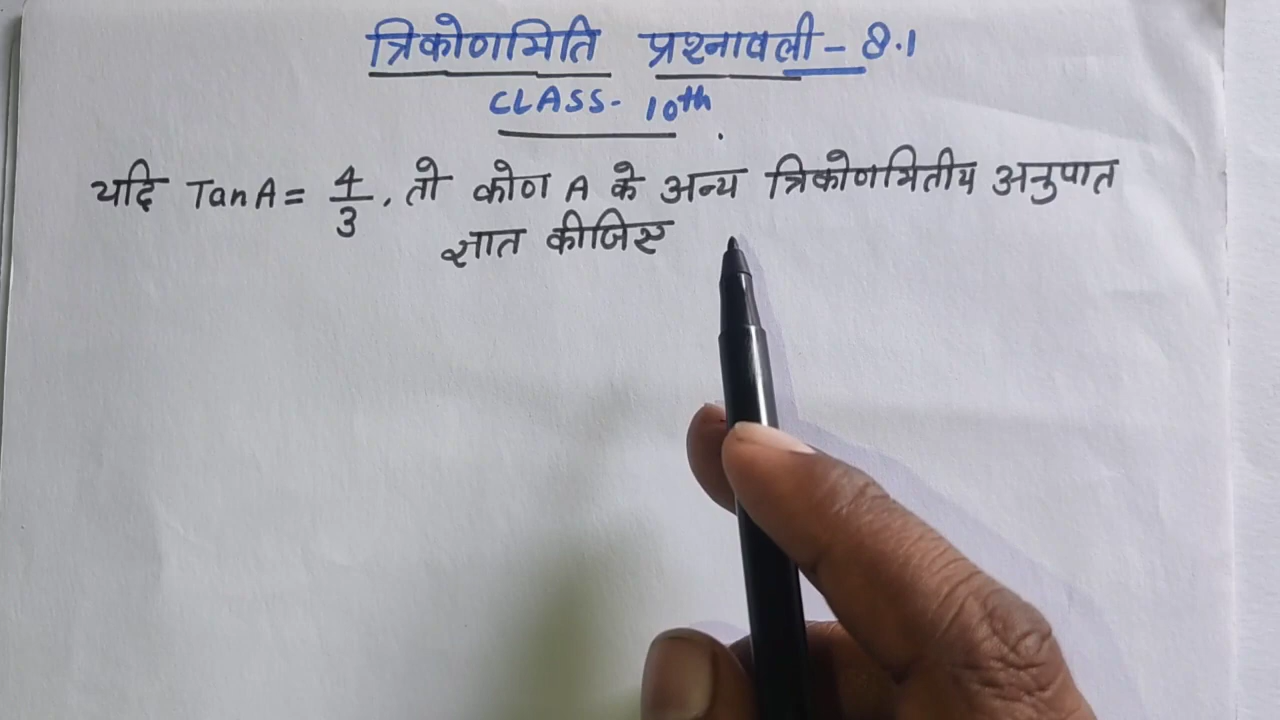 त्रिकोणमिति प्रश्नावली - 8.1
CLASS- 10th
यदि TanA = 4/3, तो कोण A के अन्य त्रिकोणमितीय अनुपात
ज्ञात कीजिए